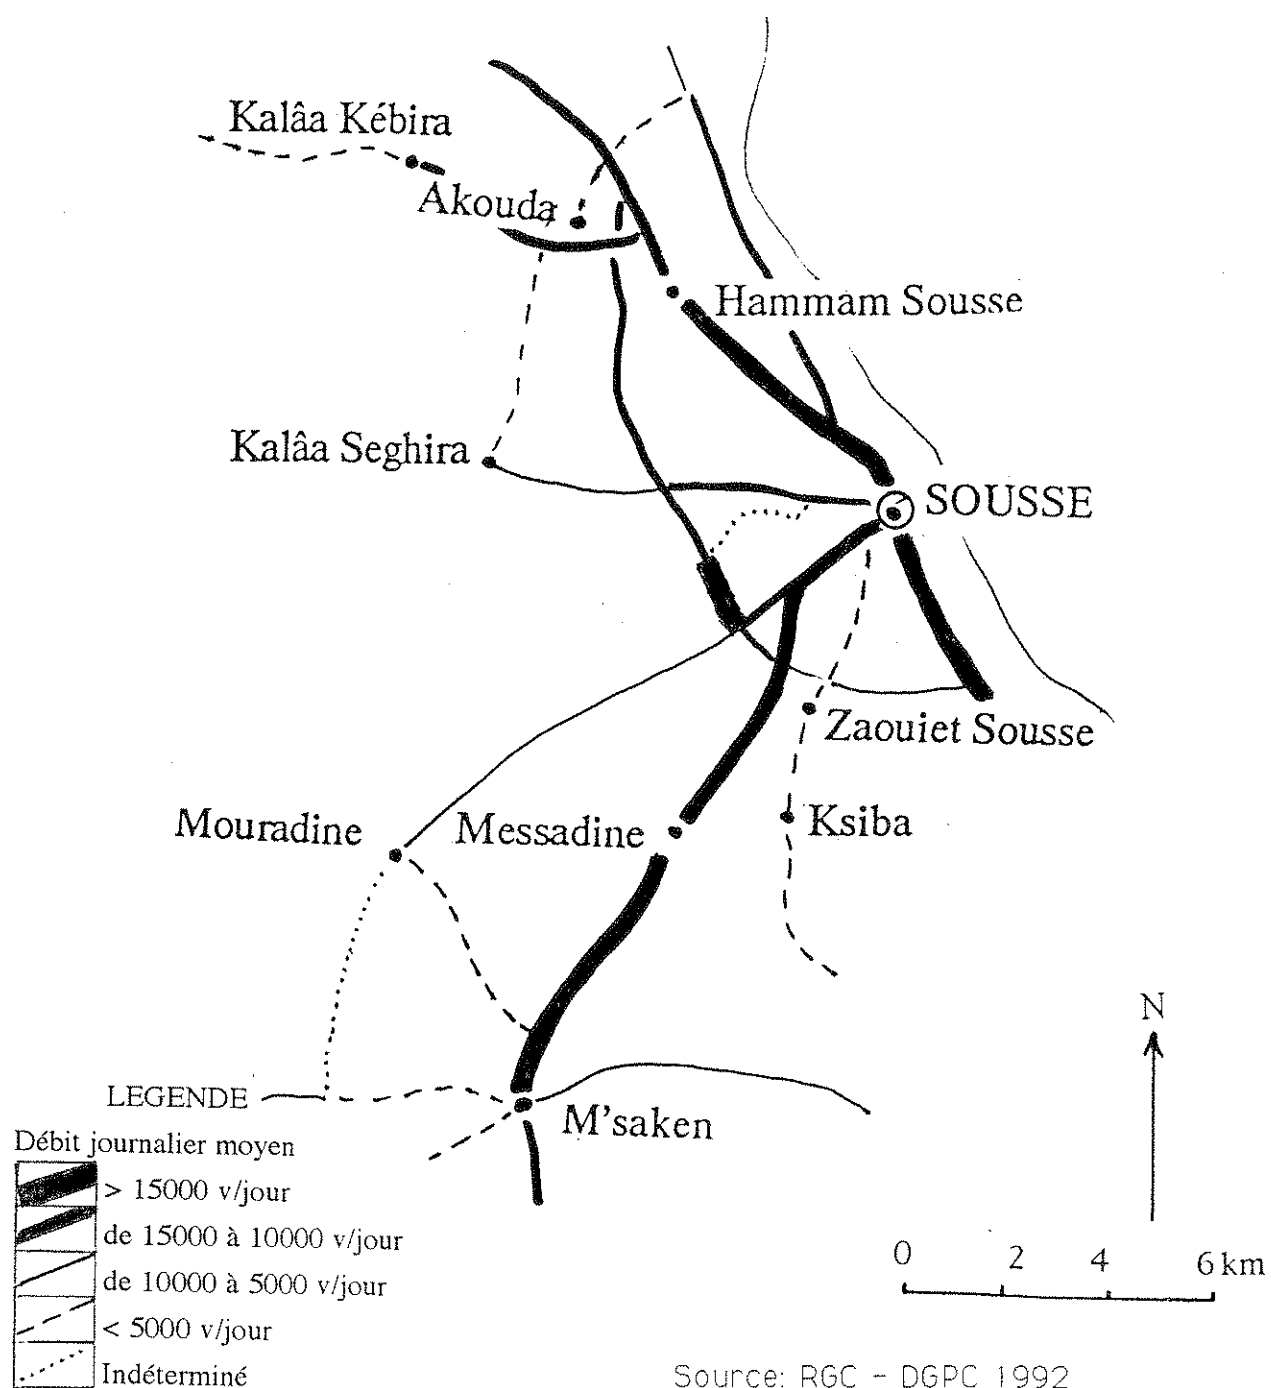 Kalâa Kébira
Akouda
Hammam Sousse
Kalâa Seghira
SOUSSE
Zaouiet Sousse
Mouradine
Messadine
Ksiba
N
LEGENDE
M'saken
Débit journalier moyen
> 15000 v/jour
de 15000 à 10000 v/jour
de 10000 à 5000 v/jour
< 5000 v/jour
Indéterminé
0 2 4 6 km
Source: RGC - DGPC 1992